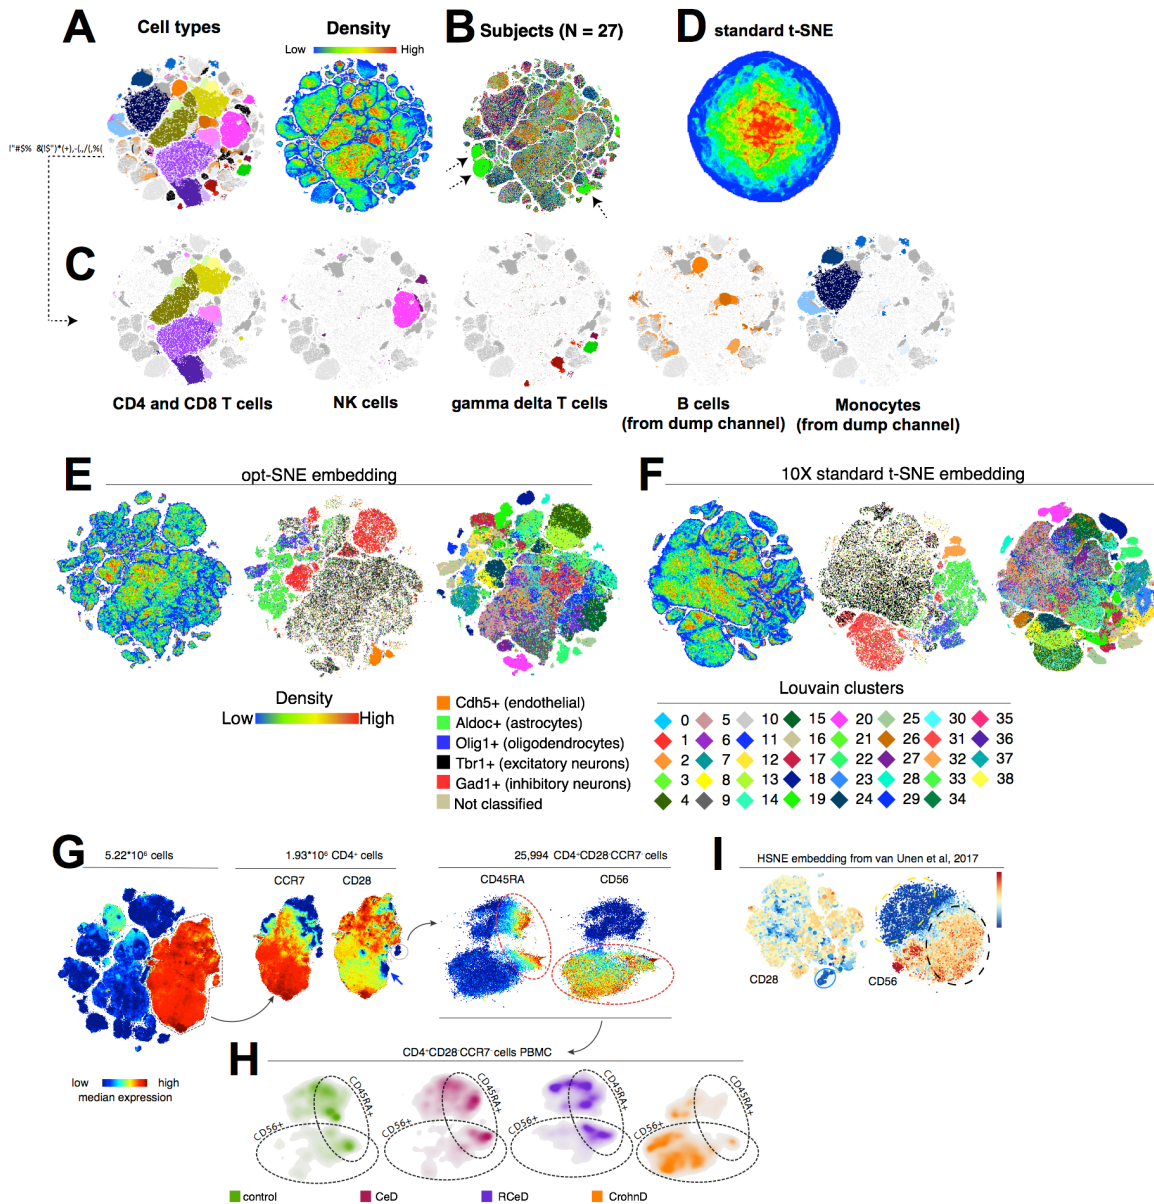 A
Cell types
Density
Low
High
B
Subjects (N = 27)
D
standard t-SNE
!"#$% &(!$")*(+),-(,,/(,%(
C
CD4 and CD8 T cells
NK cells
gamma delta T cells
B cells
(from dump channel)
Monocytes
(from dump channel)
E
opt-SNE embedding
F
10X standard t-SNE embedding
Density
Low
High
Cdh5+ (endothelial)
Aldoc+ (astrocytes)
Olig1+ (oligodendrocytes)
Tbr1+ (excitatory neurons)
Gad1+ (inhibitory neurons)
Not classified
Louvain clusters
0 5 10 15 20 25 30 35
1 6 11 16 21 26 31 36
2 7 12 17 22 27 32 37
3 8 13 18 23 28 33 38
4 9 14 19 24 29 34
G
5.22*10⁶ cells
1.93*10⁶ CD4⁺ cells
CCR7
CD28
25,994 CD4⁺CD28⁻CCR7⁻ cells
CD45RA
CD56
low
high
median expression
I
HSNE embedding from van Unen et al, 2017
CD28
CD56
H
CD4⁺CD28⁻CCR7⁻ cells PBMC
CD45RA+
CD56+
CD45RA+
CD56+
CD45RA+
CD56+
CD45RA+
CD56+
control
CeD
RCeD
CrohnD